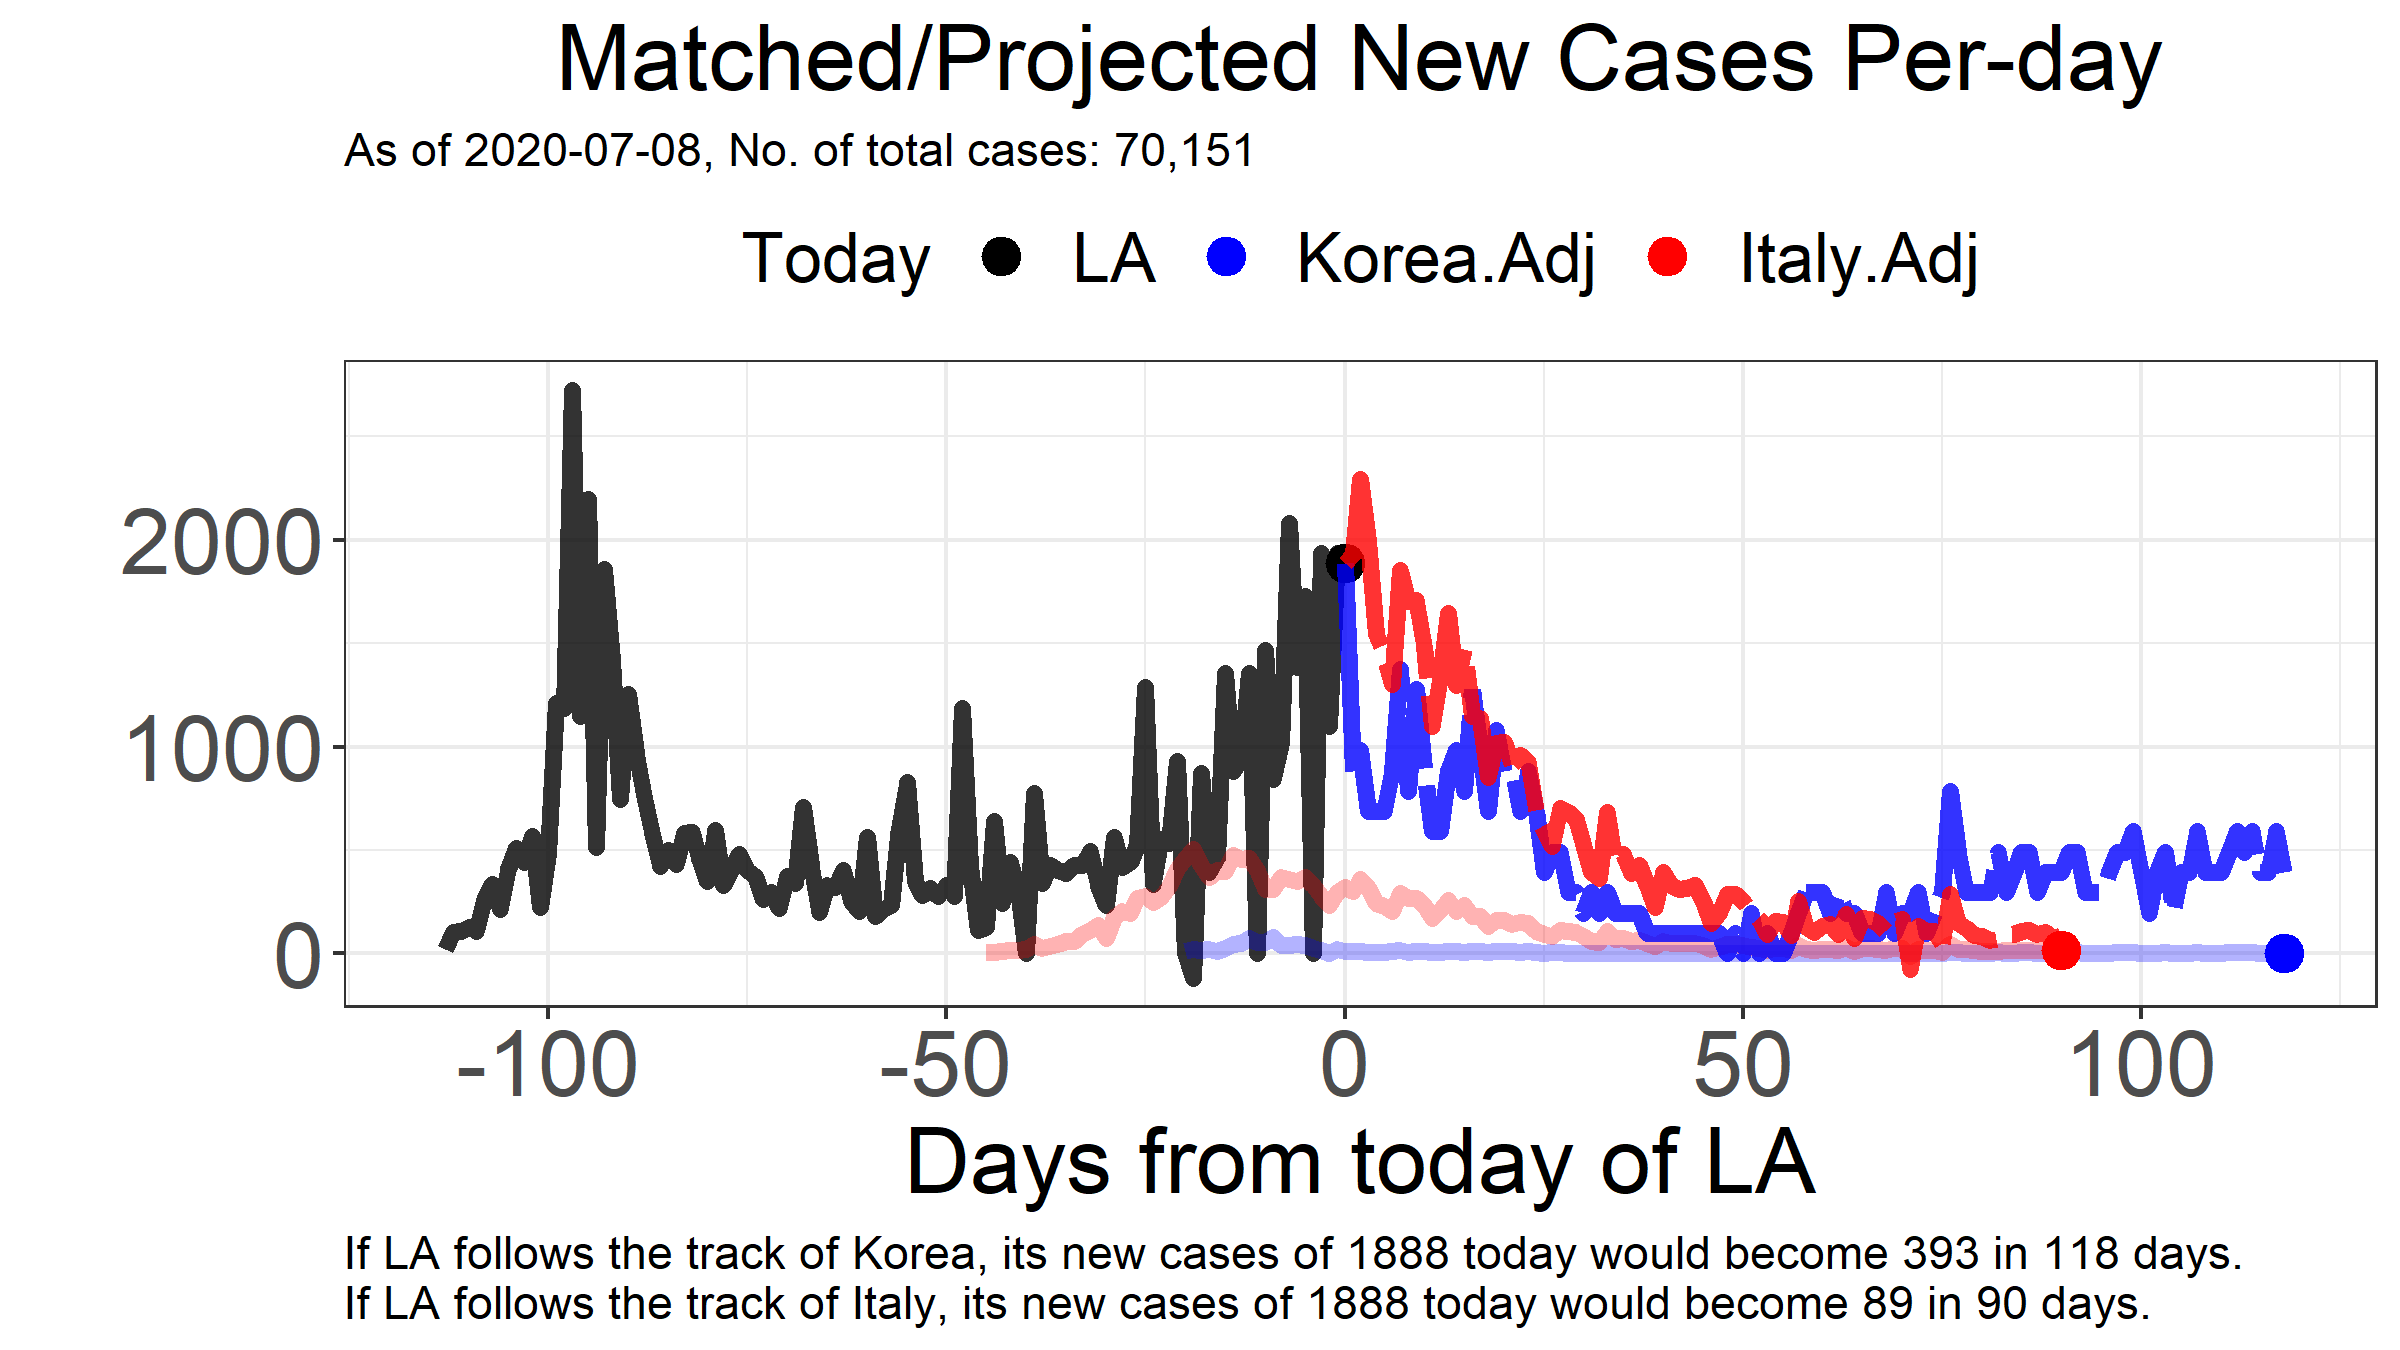 Matched/Projected New Cases Per-day
As of 2020-07-08, No. of total cases: 70,151
Today LA Korea.Adj Italy.Adj
2000
1000
0
-100 -50 0 50 100
Days from today of LA
If LA follows the track of Korea, its new cases of 1888 today would become 393 in 118 days.
If LA follows the track of Italy, its new cases of 1888 today would become 89 in 90 days.